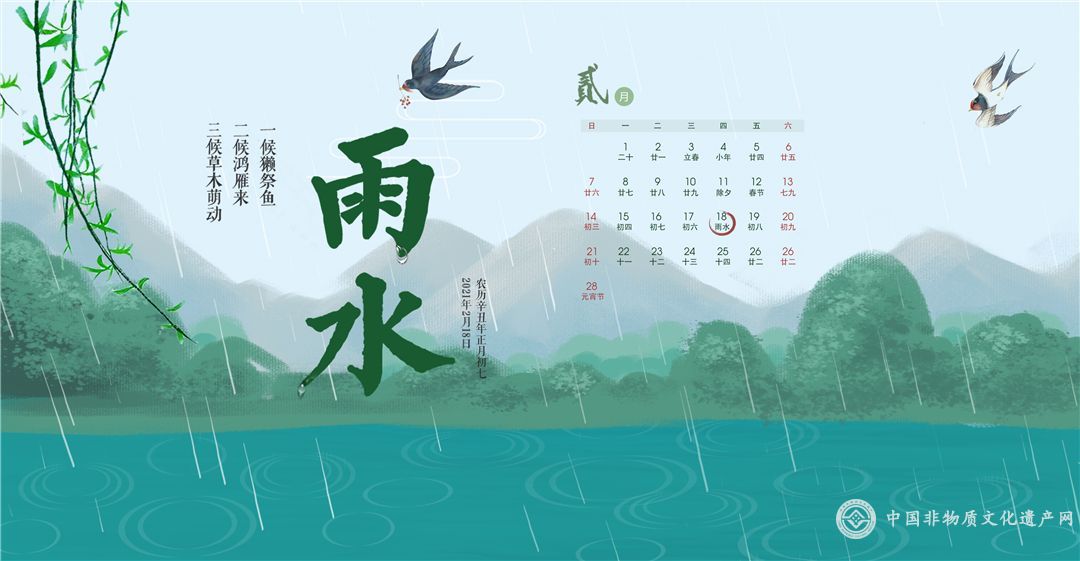 一候獭祭鱼
二候鸿雁来
三候草木萌动
雨水
农历辛丑年正月初七
2021年2月18日
贰月
日 一 二 三 四 五 六
1 2 3 4 5 6
二十 廿一 立春 小年 廿四 廿五
7 8 9 10 11 12 13
廿六 廿七 廿八 廿九 除夕 春节 七九
14 15 16 17 18 19 20
初三 初四 初七 初六 雨水 初八 初九
21 22 23 24 25 26 26
初十 十一 十二 十三 十四 廿二 廿二
28
元宵节
中国非物质文化遗产网